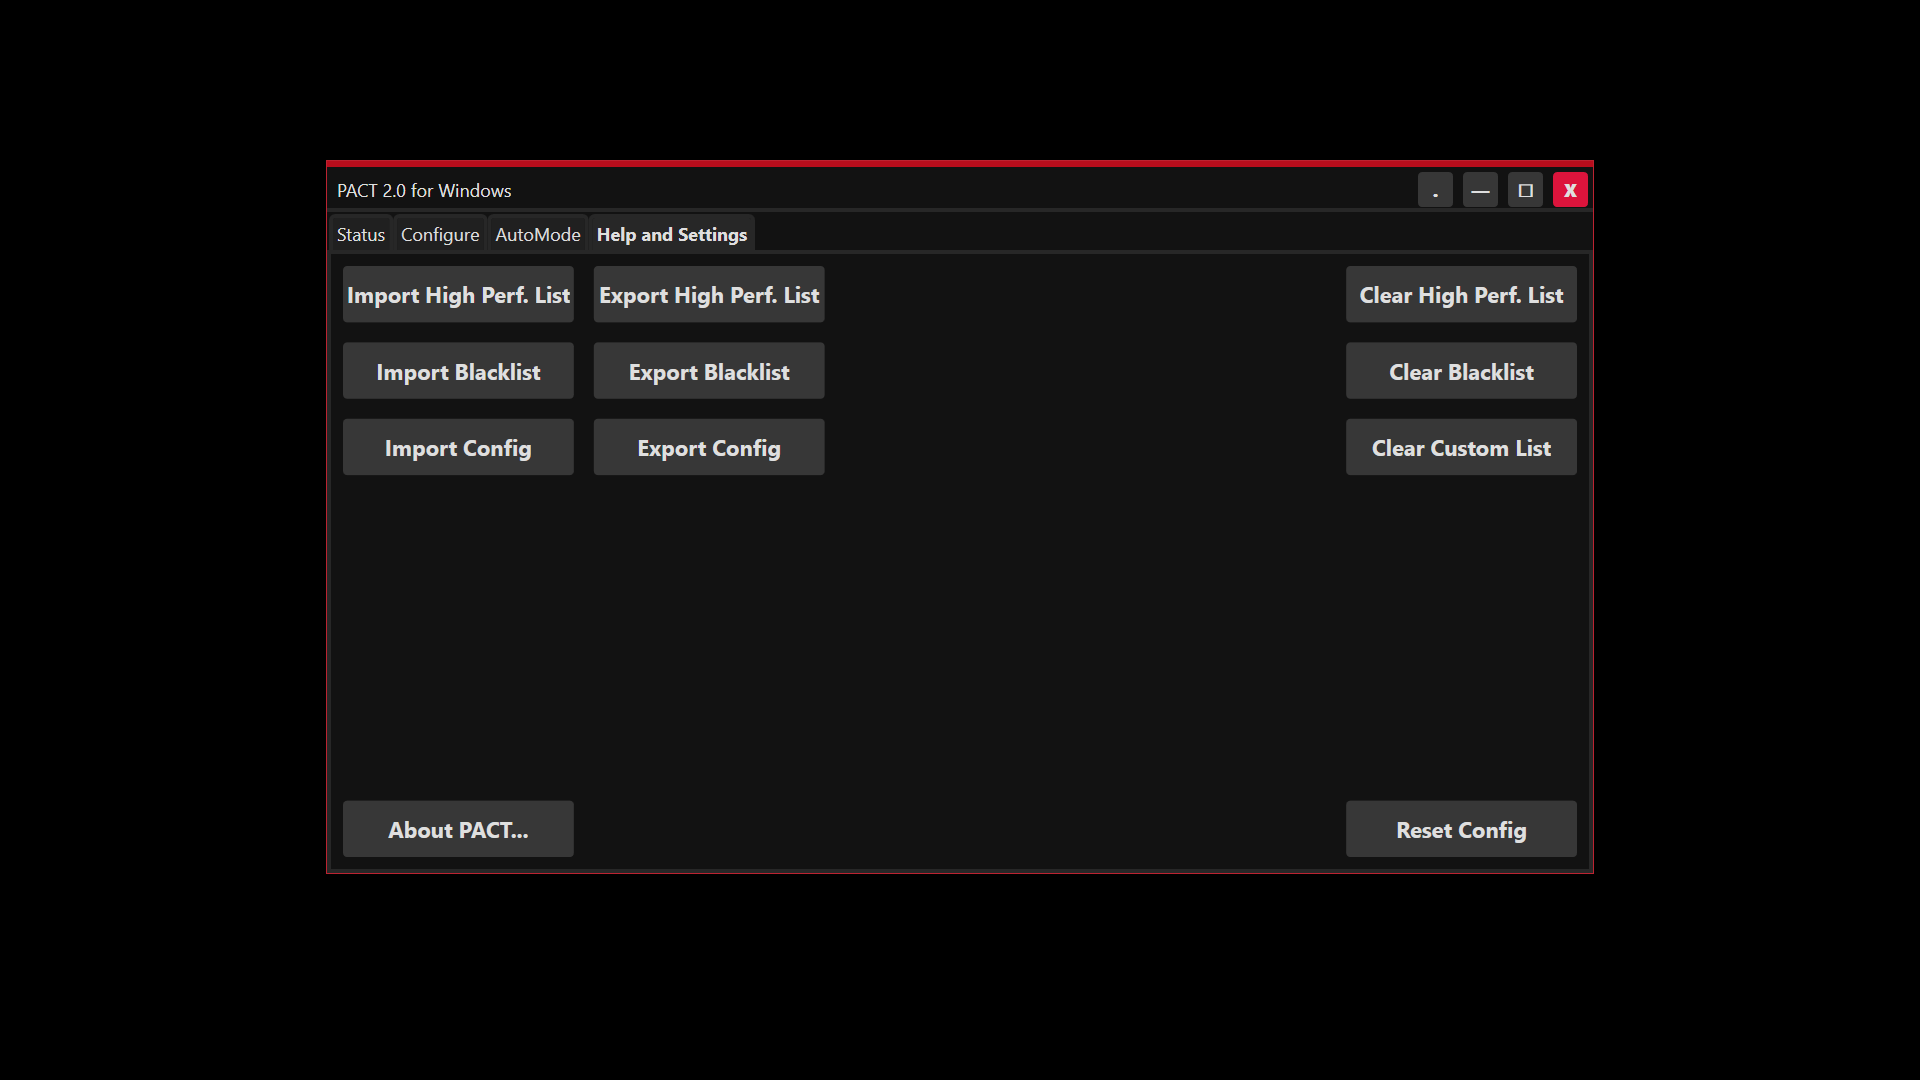 PACT 2.0 for Windows
. — □ X
Status Configure AutoMode Help and Settings
Import High Perf. List Export High Perf. List Clear High Perf. List
Import Blacklist Export Blacklist Clear Blacklist
Import Config Export Config Clear Custom List
About PACT... Reset Config